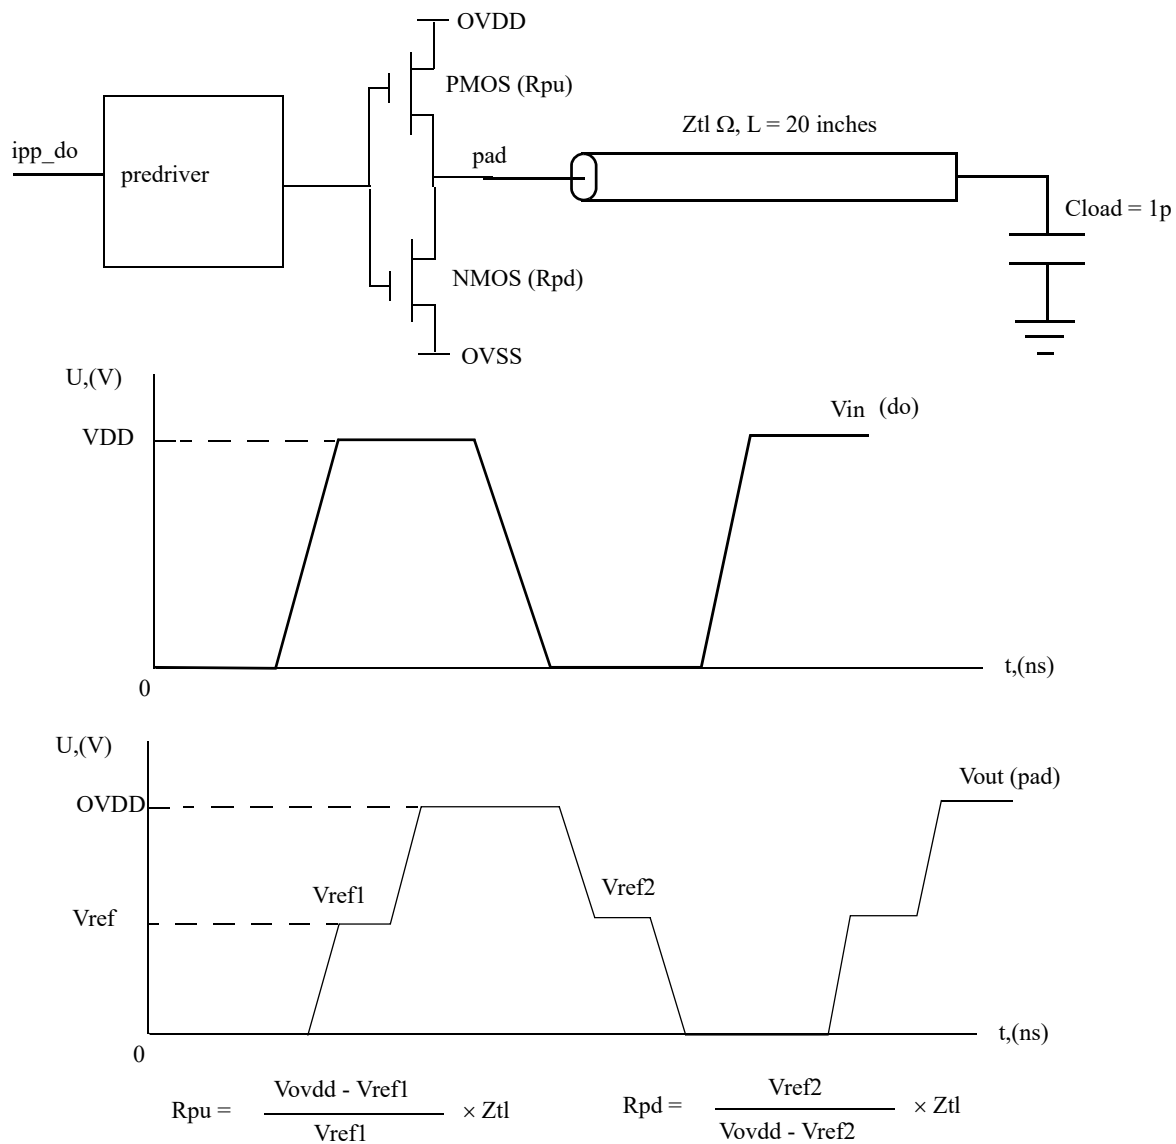 OVDD
PMOS (Rpu)
Ztl Ω, L = 20 inches
ipp_do
predriver
pad
Cload = 1p
NMOS (Rpd)
OVSS
U,(V)
VDD
Vin (do)
t,(ns)
0
U,(V)
OVDD
Vout (pad)
Vref1
Vref2
Vref
t,(ns)
0
Rpu = Vovdd - Vref1 / Vref1 × Ztl
Rpd = Vref2 / Vovdd - Vref2 × Ztl